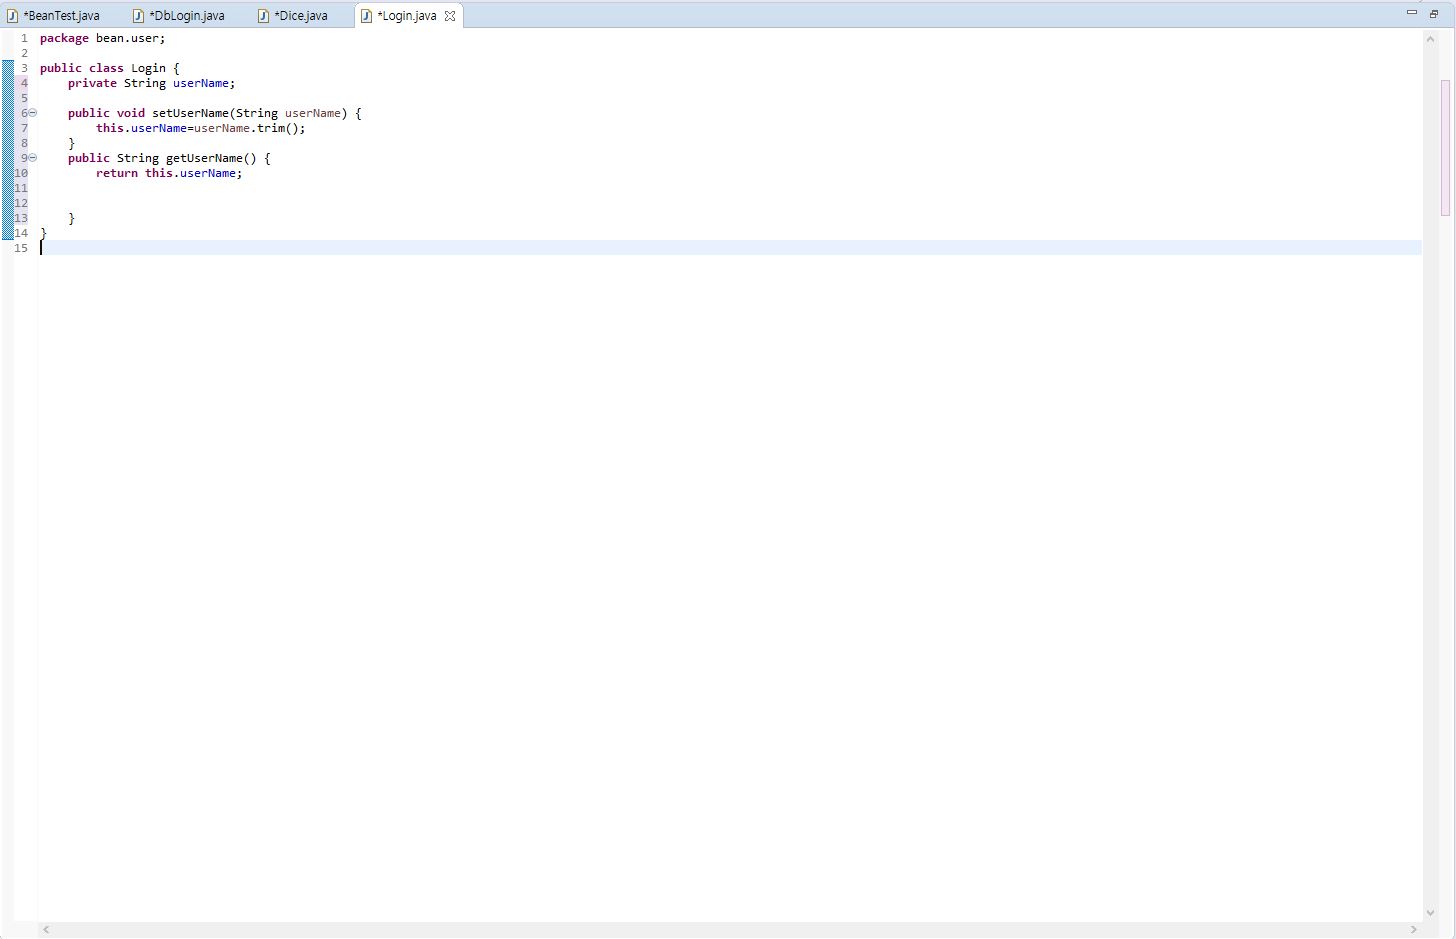 *BeanTest.java *DbLogin.java *Dice.java *Login.java
1 package bean.user;
2
3 public class Login {
4     private String userName;
5
6     public void setUserName(String userName) {
7         this.userName=userName.trim();
8     }
9     public String getUserName() {
10         return this.userName;
11
12
13     }
14 }
15